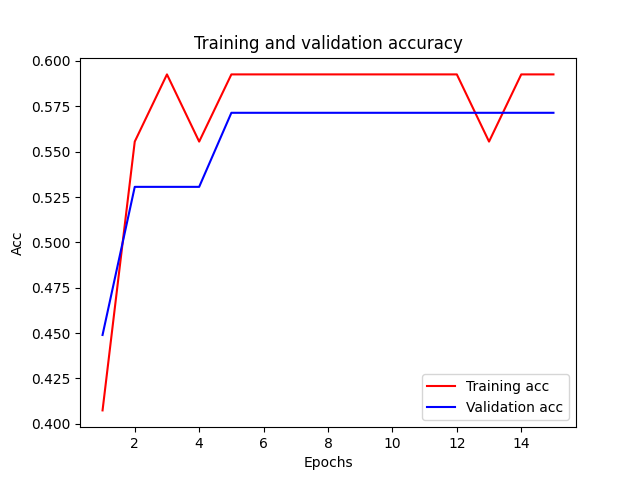 Training and validation accuracy
0.600
0.575
0.550
0.525
0.500
0.475
0.450
0.425
0.400
Acc
2 4 6 8 10 12 14
Epochs
Training acc
Validation acc